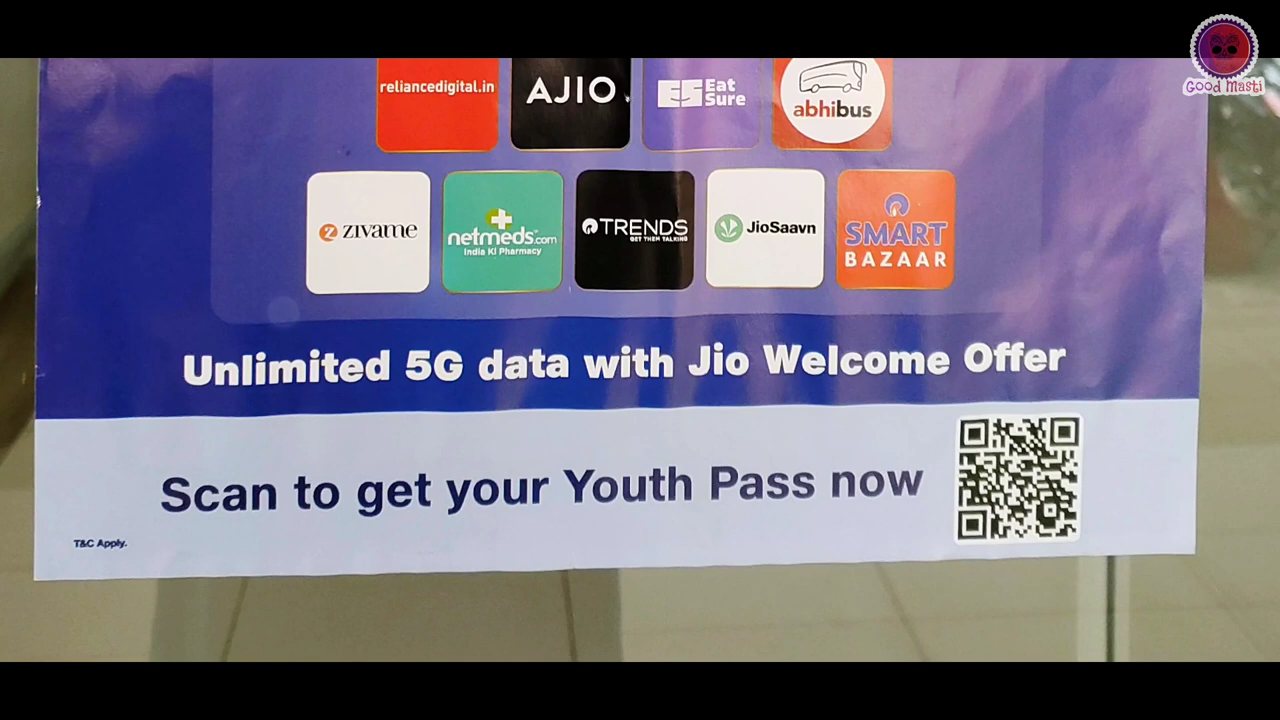 Good Masti
reliancedigital.in
AJIO
Eat
Sure
abhibus
ZIVAME
netmeds.com
India Ki Pharmacy
TRENDS
GET THEM TALKING
JioSaavn
SMART
BAZAAR
Unlimited 5G data with Jio Welcome Offer
Scan to get your Youth Pass now
T&C Apply.